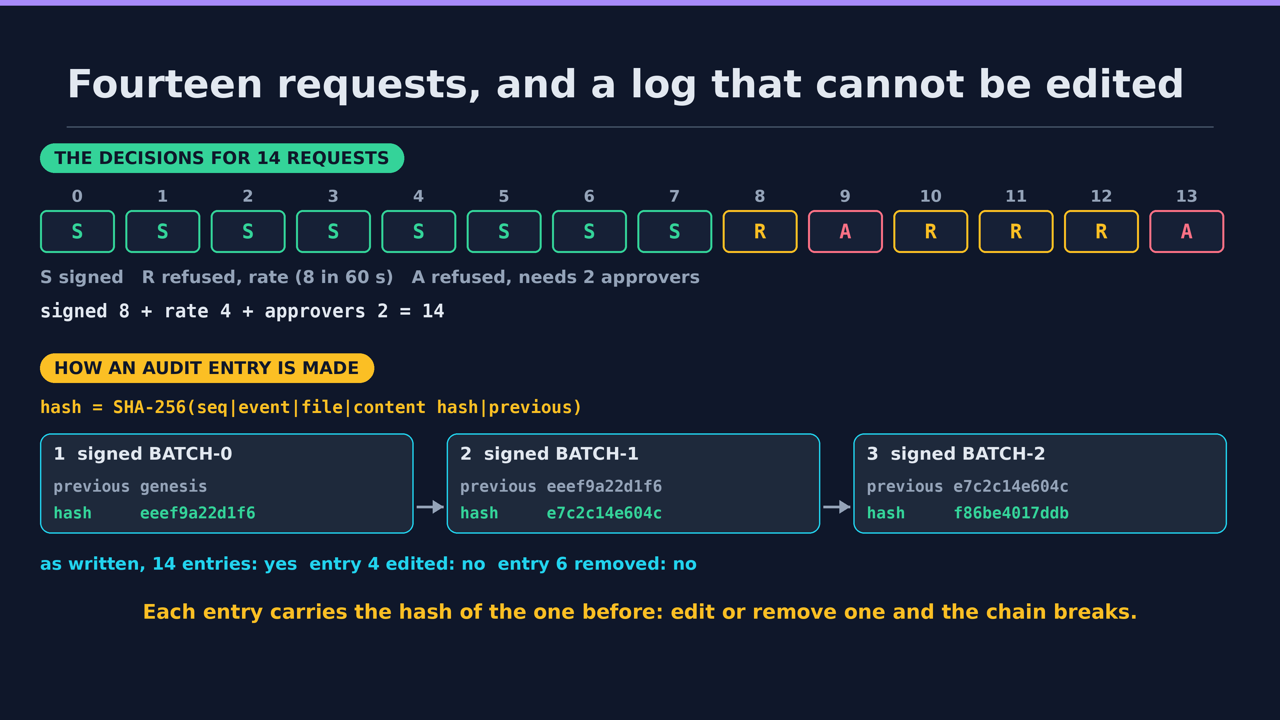 Fourteen requests, and a log that cannot be edited
THE DECISIONS FOR 14 REQUESTS
0 1 2 3 4 5 6 7 8 9 10 11 12 13
S S S S S S S S R A R R R A
S signed R refused, rate (8 in 60 s) A refused, needs 2 approvers
signed 8 + rate 4 + approvers 2 = 14
HOW AN AUDIT ENTRY IS MADE
hash = SHA-256(seq|event|file|content hash|previous)
1 signed BATCH-0
previous genesis
hash eeef9a22d1f6
2 signed BATCH-1
previous eeef9a22d1f6
hash e7c2c14e604c
3 signed BATCH-2
previous e7c2c14e604c
hash f86be4017ddb
as written, 14 entries: yes entry 4 edited: no entry 6 removed: no
Each entry carries the hash of the one before: edit or remove one and the chain breaks.